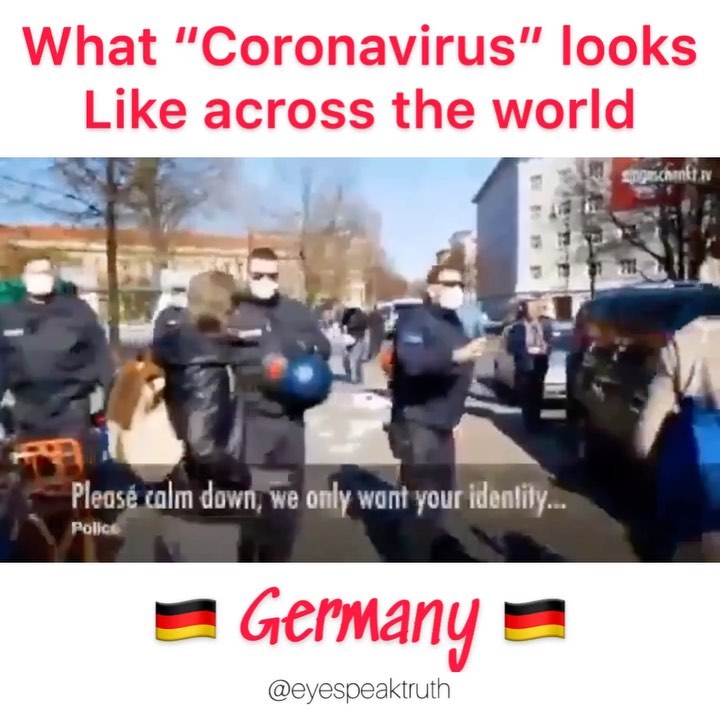 What “Coronavirus” looks
Like across the world
Please calm down, we only want your identity...
Police
🇩🇪 Germany 🇩🇪
@eyespeaktruth